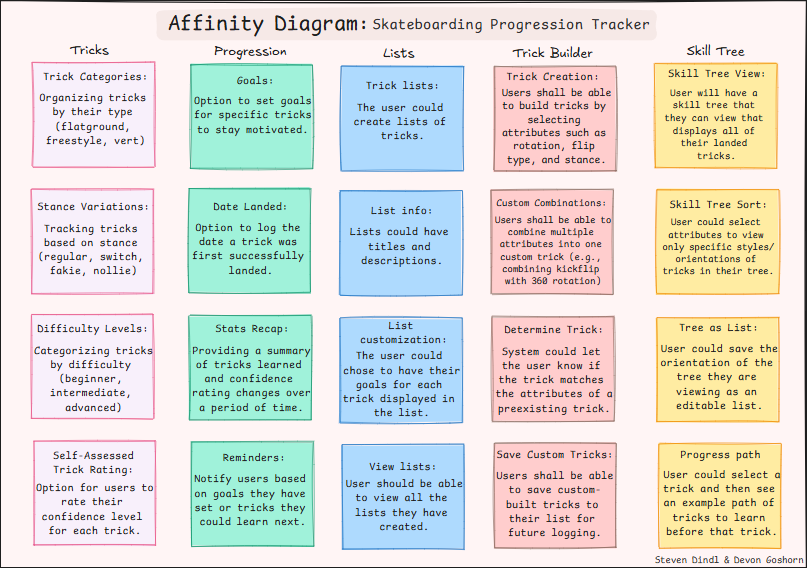 Affinity Diagram: Skateboarding Progression Tracker
Tricks
Progression
Lists
Trick Builder
Skill Tree
Trick Categories:
Organizing tricks
by their type
(flatground,
freestyle, vert)
Goals:
Option to set goals
for specific tricks
to stay motivated.
Trick lists:
The user could
create lists of
tricks.
Trick Creation:
Users shall be able
to build tricks by
selecting
attributes such as
rotation, flip
type, and stance.
Skill Tree View:
User will have a
skill tree that
they can view that
displays all of
their landed
tricks.
Stance Variations:
Tracking tricks
based on stance
(regular, switch,
fakie, nollie)
Date Landed:
Option to log the
date a trick was
first successfully
landed.
List info:
Lists could have
titles and
descriptions.
Custom Combinations:
Users shall be able to
combine multiple
attributes into one
custom trick (e.g.,
combining kickflip
with 360 rotation)
Skill Tree Sort:
User could select
attributes to view
only specific styles/
orientations of
tricks in their tree.
Difficulty Levels:
Categorizing tricks
by difficulty
(beginner,
intermediate,
advanced)
Stats Recap:
Providing a summary
of tricks learned
and confidence
rating changes over
a period of time.
List
customization:
The user could
chose to have their
goals for each
trick displayed in
the list.
Determine Trick:
System could let
the user know if
the trick matches
the attributes of a
preexisting trick.
Tree as List:
User could save the
orientation of the
tree they are
viewing as an
editable list.
Self-Assessed
Trick Rating:
Option for users to
rate their
confidence level
for each trick.
Reminders:
Notify users based
on goals they have
set or tricks they
could learn next.
View lists:
User should be able
to view all the
lists they have
created.
Save Custom Tricks:
Users shall be able
to save custom-
built tricks to
their list for
future logging.
Progress path
User could select a
trick and then see
an example path of
tricks to learn
before that trick.
Steven Dindl & Devon Goshorn